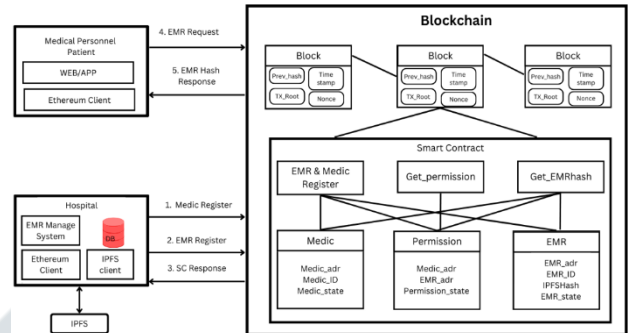 Medical Personnel
Patient
WEB/APP
Ethereum Client
4. EMR Request
5. EMR Hash
Response
Hospital
EMR Manage
System
DB
Ethereum
Client
IPFS
client
IPFS
1. Medic Register
2. EMR Register
3. SC Response
Blockchain
Block
Prev_hash
Time
stamp
TX_Root
Nonce
Block
Prev_hash
Time
stamp
TX_Root
Nonce
Block
Prev_hash
Time
stamp
TX_Root
Nonce
Smart Contract
EMR & Medic
Register
Get_permission
Get_EMRhash
Medic
Medic_adr
Medic_ID
Medic_state
Permission
Medic_adr
EMR_adr
Permission_state
EMR
EMR_adr
EMR_ID
IPFSHash
EMR_state